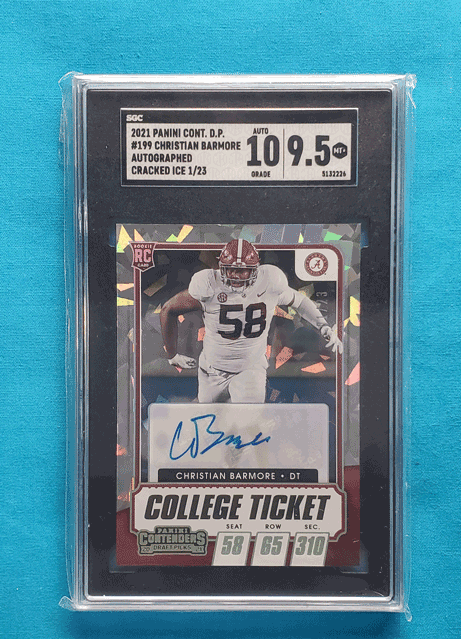 SGC
2021 PANINI CONT. D.P.
#199 CHRISTIAN BARMORE
AUTOGRAPHED
CRACKED ICE 1/23
AUTO
10
GRADE
9.5
MT+
5132226
ROOKIE
RC
CARD
A
58
CHRISTIAN BARMORE • DT
COLLEGE TICKET
PANINI
CONTENDERS
DRAFT PICKS
SEAT ROW SEC.
58 65 310